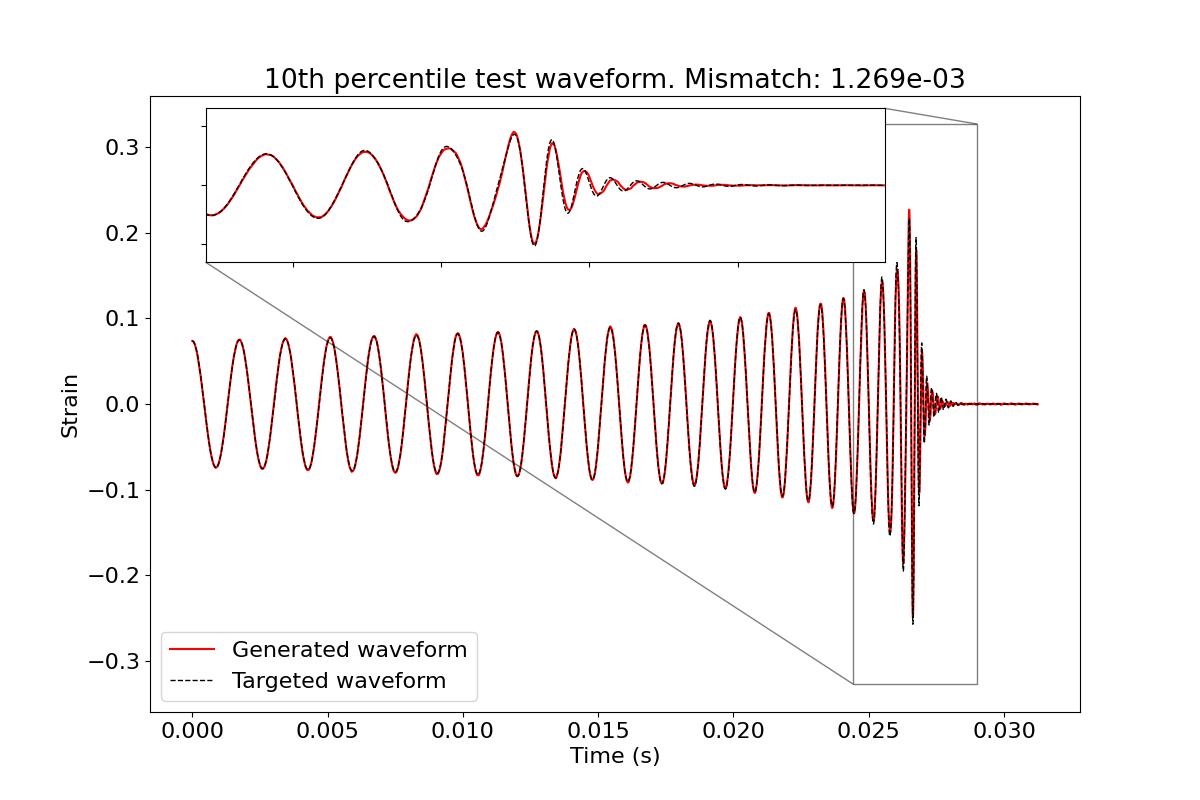 10th percentile test waveform. Mismatch: 1.269e-03
0.3
0.2
0.1
0.0
−0.1
−0.2
−0.3
Strain
Generated waveform
Targeted waveform
0.000 0.005 0.010 0.015 0.020 0.025 0.030
Time (s)